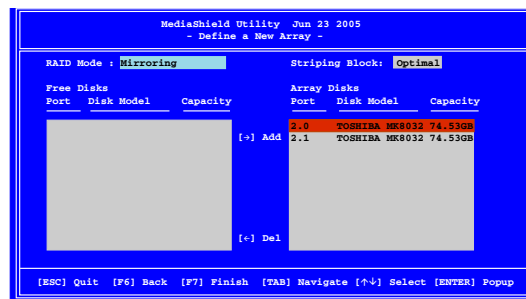 MediaShield Utility Jun 23 2005
- Define a New Array -
RAID Mode : Mirroring Striping Block: Optimal
Free Disks Array Disks
Port Disk Model Capacity Port Disk Model Capacity
2.0 TOSHIBA MK8032 74.53GB
[→] Add 2.1 TOSHIBA MK8032 74.53GB
[←] Del
[ESC] Quit [F6] Back [F7] Finish [TAB] Navigate [↑↓] Select [ENTER] Popup